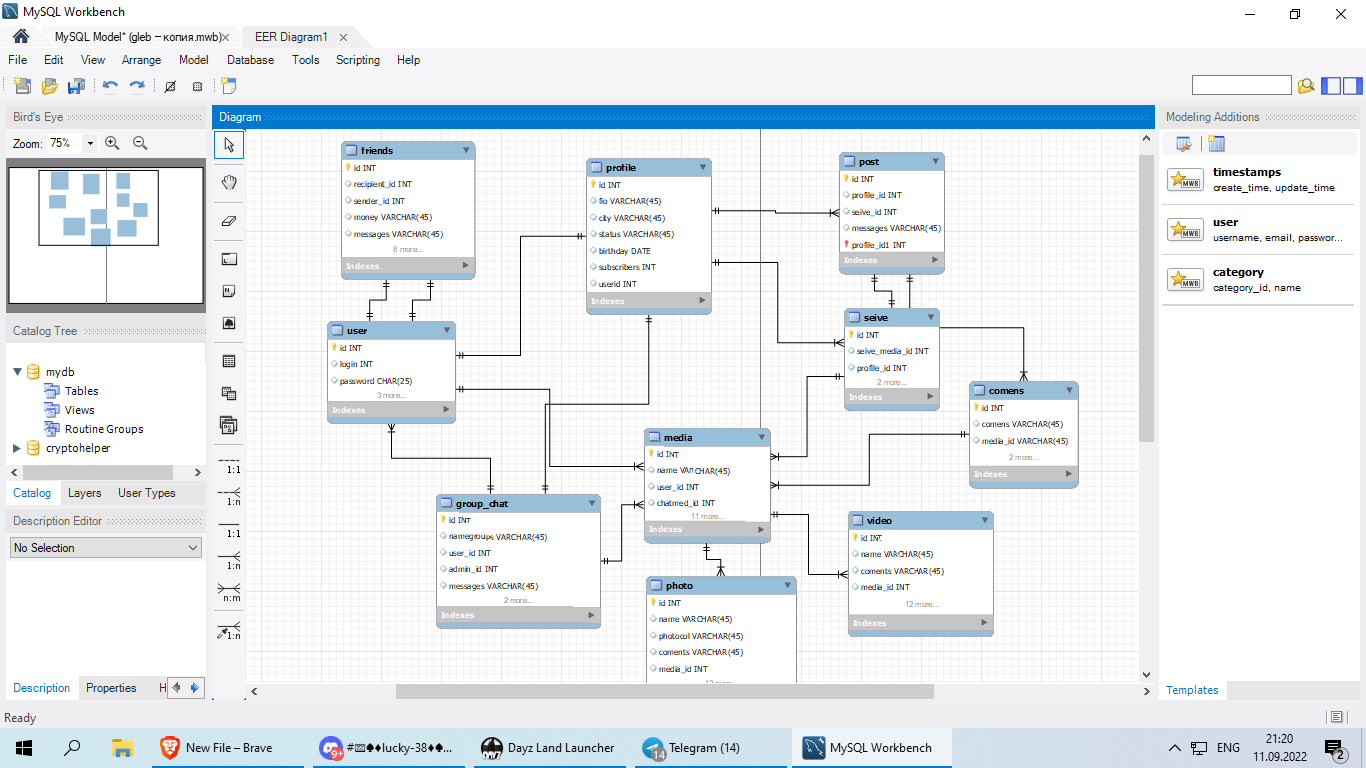 MySQL Workbench
MySQL Model* (gleb – копия.mwb)
EER Diagram1
File Edit View Arrange Model Database Tools Scripting Help
Bird's Eye
Zoom: 75%
Catalog Tree
mydb
Tables
Views
Routine Groups
cryptohelper
Catalog Layers User Types
Description Editor
No Selection
Description Properties H
Ready
Diagram
1:1
1:n
1:1
1:n
n:m
1:n
friends
id INT
recipient_id INT
sender_id INT
money VARCHAR(45)
messages VARCHAR(45)
8 more...
Indexes
profile
id INT
fio VARCHAR(45)
city VARCHAR(45)
status VARCHAR(45)
birthday DATE
subscribers INT
userid INT
Indexes
post
id INT
profile_id INT
seive_id INT
messages VARCHAR(45)
profile_id1 INT
Indexes
user
id INT
login INT
password CHAR(25)
3 more...
Indexes
seive
id INT
seive_media_id INT
profile_id INT
2 more...
Indexes
comens
id INT
comens VARCHAR(45)
media_id VARCHAR(45)
2 more...
Indexes
media
id INT
name VARCHAR(45)
user_id INT
chatmed_id INT
11 more...
Indexes
group_chat
id INT
namegroups VARCHAR(45)
user_id INT
admin_id INT
messages VARCHAR(45)
2 more...
Indexes
video
id INT
name VARCHAR(45)
coments VARCHAR(45)
media_id INT
12 more...
Indexes
photo
id INT
name VARCHAR(45)
photocol VARCHAR(45)
coments VARCHAR(45)
media_id INT
Modeling Additions
MWB
timestamps
create_time, update_time
MWB
user
username, email, passwor...
MWB
category
category_id, name
Templates
New File – Brave
9+
#🎰♠♦lucky-38♦♠...
DAYZ
Dayz Land Launcher
14
Telegram (14)
MySQL Workbench
ENG
21:20
11.09.2022
2